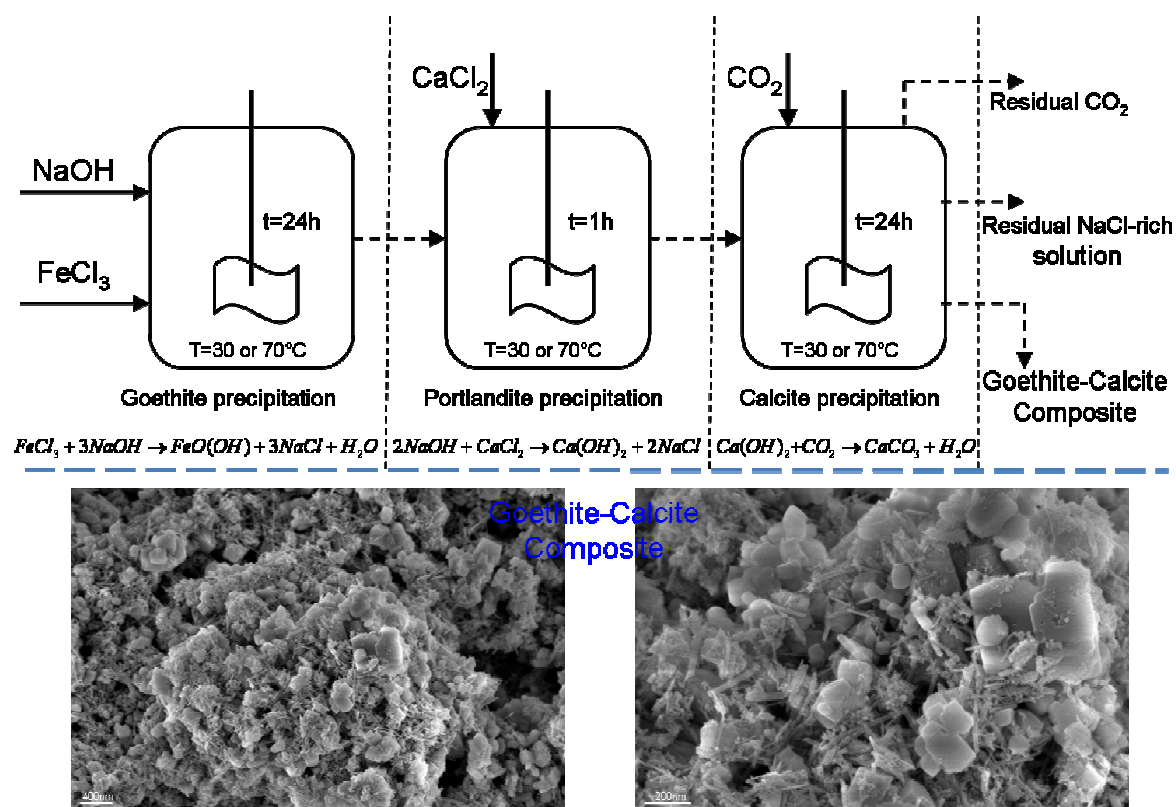 NaOH
FeCl₃
t=24h
T=30 or 70°C
Goethite precipitation
FeCl₃ + 3NaOH → FeO(OH) + 3NaCl + H₂O
CaCl₂
t=1h
T=30 or 70°C
Portlandite precipitation
2NaOH + CaCl₂ → Ca(OH)₂ + 2NaCl
CO₂
t=24h
T=30 or 70°C
Calcite precipitation
Ca(OH)₂+CO₂ → CaCO₃ + H₂O
Residual CO₂
Residual NaCl-rich
solution
Goethite-Calcite
Composite
Goethite-Calcite
Composite
400nm
200nm